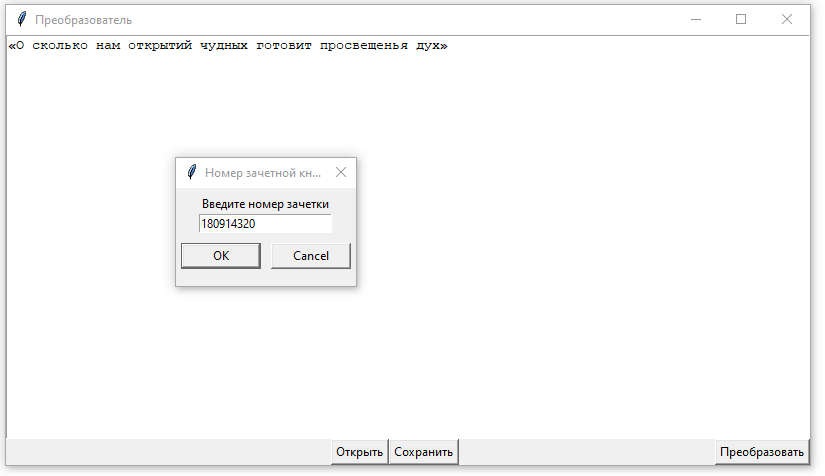 Преобразователь
«О сколько нам открытий чудных готовит просвещенья дух»
Номер зачетной кн...
Введите номер зачетки
180914320
OK
Cancel
Открыть Сохранить Преобразовать